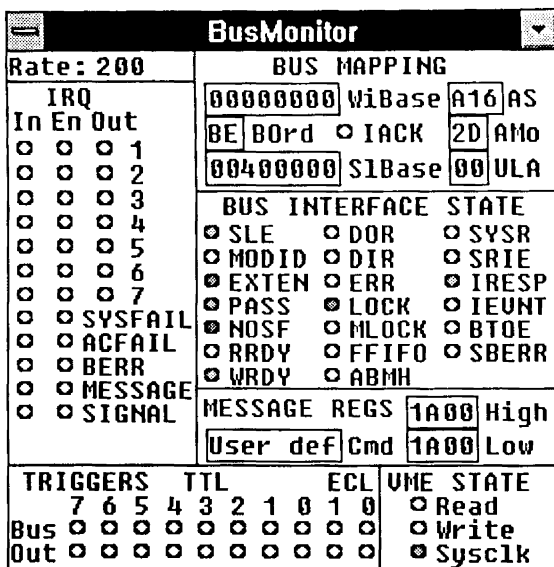 BusMonitor
Rate: 200
IRQ
In En Out
1
2
3
4
5
6
7
SYSFAIL
ACFAIL
BERR
MESSAGE
SIGNAL
BUS MAPPING
00000000 WiBase A16 AS
BE BOrd IACK 2D AMo
00400000 SlBase 00 ULA
BUS INTERFACE STATE
SLE DOR SYSR
MODID DIR SRIE
EXTEN ERR IRESP
PASS LOCK IEVNT
NOSF MLOCK BTOE
RRDY FFIFO SBERR
WRDY ABMH
MESSAGE REGS 1A00 High
User def Cmd 1A00 Low
TRIGGERS TTL ECL
7 6 5 4 3 2 1 0 1 0
Bus
Out
VME STATE
Read
Write
Sysclk